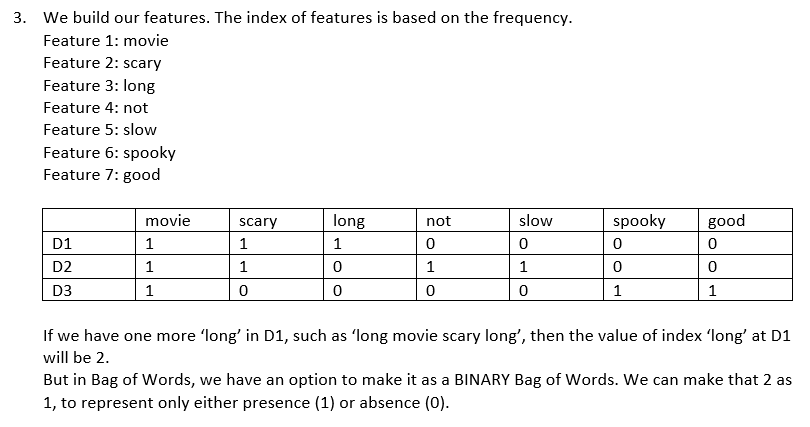 3. We build our features. The index of features is based on the frequency.
Feature 1: movie
Feature 2: scary
Feature 3: long
Feature 4: not
Feature 5: slow
Feature 6: spooky
Feature 7: good
movie scary long not slow spooky good
D1 1 1 1 0 0 0 0
D2 1 1 0 1 1 0 0
D3 1 0 0 0 0 1 1
If we have one more ‘long’ in D1, such as ‘long movie scary long’, then the value of index ‘long’ at D1
will be 2.
But in Bag of Words, we have an option to make it as a BINARY Bag of Words. We can make that 2 as
1, to represent only either presence (1) or absence (0).